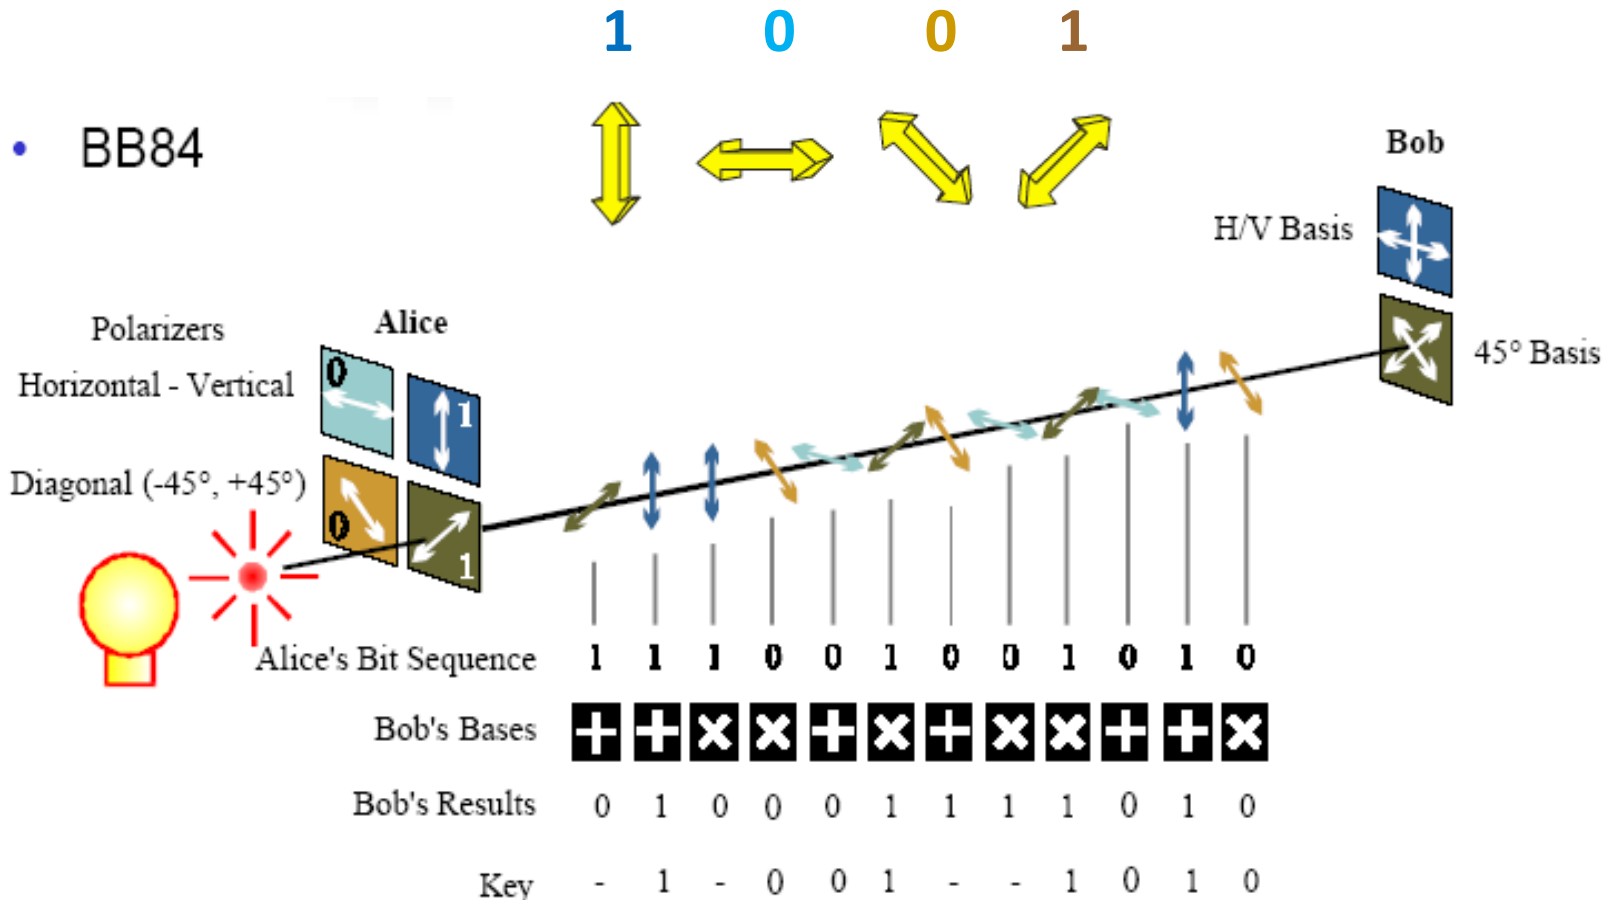 1 0 0 1
• BB84
Bob
H/V Basis
45° Basis
Polarizers
Alice
Horizontal - Vertical
0
1
Diagonal (-45°, +45°)
0
1
Alice's Bit Sequence 1 1 1 0 0 1 0 0 1 0 1 0
Bob's Bases + + × × + × + × × + + ×
Bob's Results 0 1 0 0 0 1 1 1 1 0 1 0
Key - 1 - 0 0 1 - - 1 0 1 0